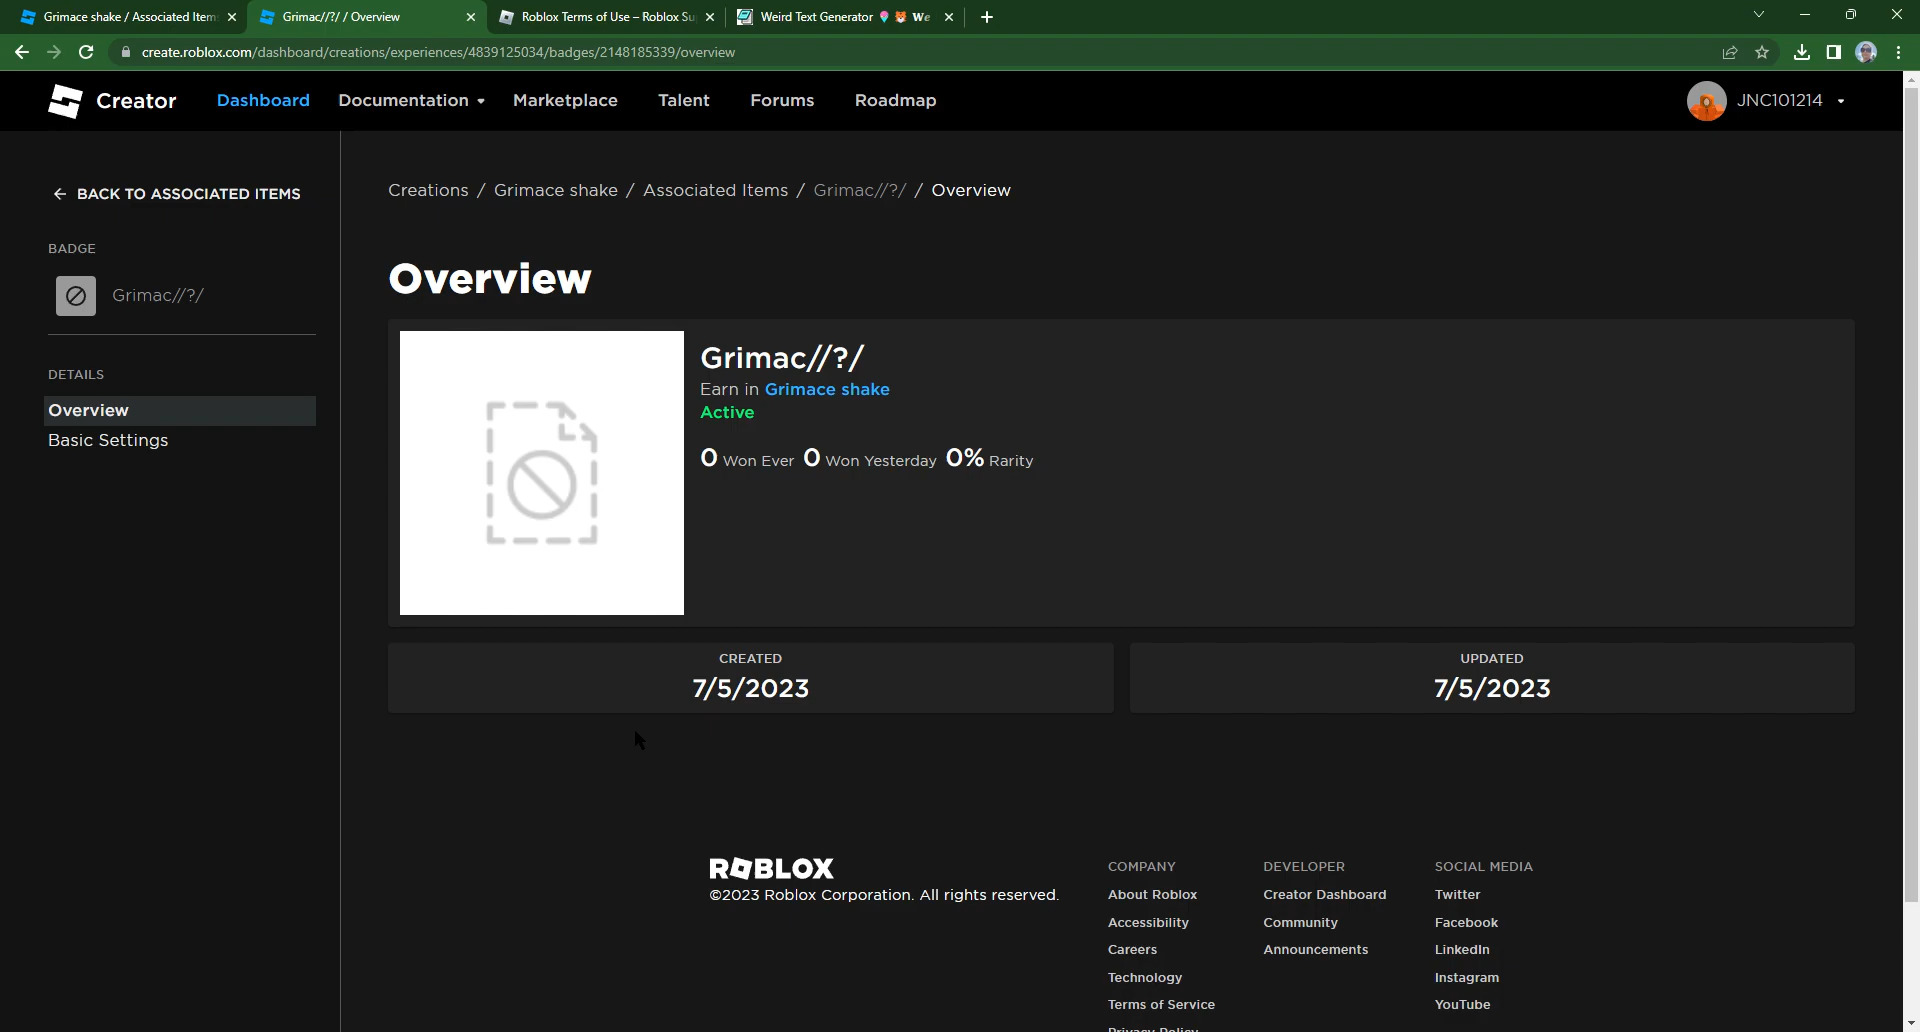 Grimace shake / Associated Item
Grimac//?/ / Overview
Roblox Terms of Use – Roblox Su
Weird Text Generator 🎈 🐯 We
create.roblox.com/dashboard/creations/experiences/4839125034/badges/2148185339/overview
Creator
Dashboard
Documentation
Marketplace
Talent
Forums
Roadmap
JNC101214
BACK TO ASSOCIATED ITEMS
BADGE
Grimac//?/
DETAILS
Overview
Basic Settings
Creations / Grimace shake / Associated Items / Grimac//?/ / Overview
Overview
Grimac//?/
Earn in Grimace shake
Active
0 Won Ever 0 Won Yesterday 0% Rarity
CREATED
7/5/2023
UPDATED
7/5/2023
ROBLOX
©2023 Roblox Corporation. All rights reserved.
COMPANY
About Roblox
Accessibility
Careers
Technology
Terms of Service
Privacy Policy
DEVELOPER
Creator Dashboard
Community
Announcements
SOCIAL MEDIA
Twitter
Facebook
LinkedIn
Instagram
YouTube